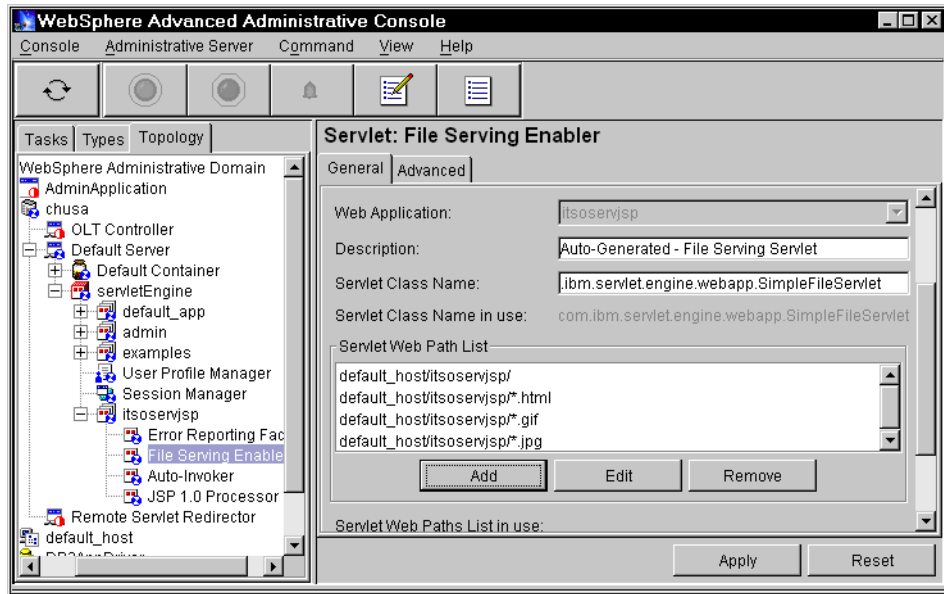 WebSphere Advanced Administrative Console
Console Administrative Server Command View Help
Tasks Types Topology
WebSphere Administrative Domain
AdminApplication
chusa
OLT Controller
Default Server
Default Container
servletEngine
default_app
admin
examples
User Profile Manager
Session Manager
itsoservjsp
Error Reporting Fac
File Serving Enable
Auto-Invoker
JSP 1.0 Processor
Remote Servlet Redirector
default_host
Servlet: File Serving Enabler
General Advanced
Web Application: itsoservjsp
Description: Auto-Generated - File Serving Servlet
Servlet Class Name: .ibm.servlet.engine.webapp.SimpleFileServlet
Servlet Class Name in use: com.ibm.servlet.engine.webapp.SimpleFileServlet
Servlet Web Path List
default_host/itsoservjsp/
default_host/itsoservjsp/*.html
default_host/itsoservjsp/*.gif
default_host/itsoservjsp/*.jpg
Add Edit Remove
Servlet Web Paths List in use:
Apply Reset